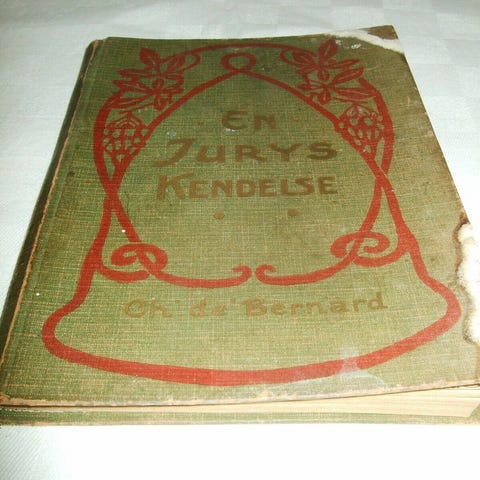 EN
JURYS
KENDELSE
Ch' de' Bernard